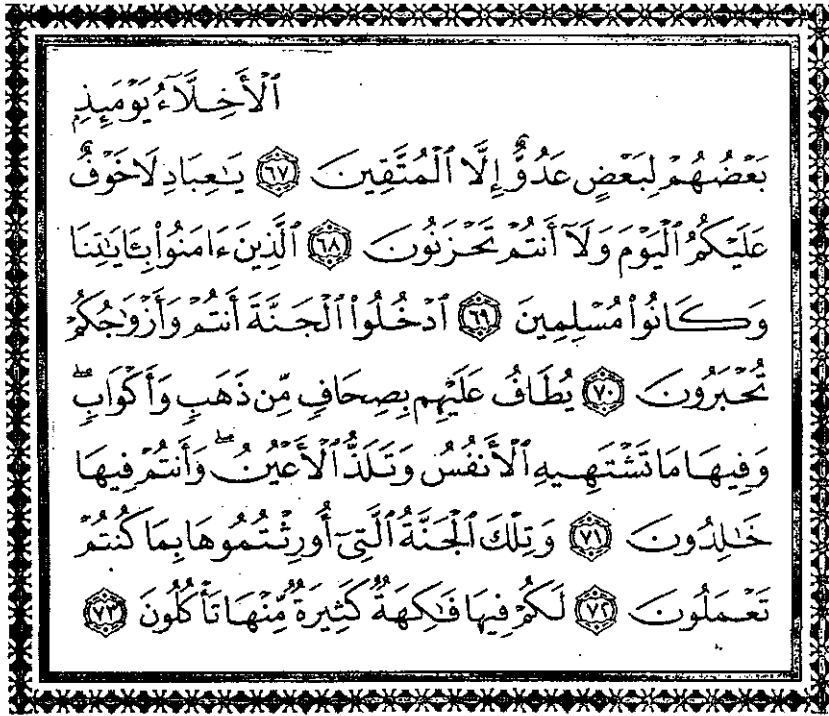 ٱلْأَخِلَّآءُ يَوْمَئِذِۭ
بَعْضُهُمْ لِبَعْضٍ عَدُوٌّ إِلَّا ٱلْمُتَّقِينَ ٦٧ يَٰعِبَادِ لَا خَوْفٌ
عَلَيْكُمُ ٱلْيَوْمَ وَلَآ أَنتُمْ تَحْزَنُونَ ٦٨ ٱلَّذِينَ ءَامَنُوا۟ بِـَٔايَٰتِنَا
وَكَانُوا۟ مُسْلِمِينَ ٦٩ ٱدْخُلُوا۟ ٱلْجَنَّةَ أَنتُمْ وَأَزْوَٰجُكُمْ
تُحْبَرُونَ ٧٠ يُطَافُ عَلَيْهِم بِصِحَافٍ مِّن ذَهَبٍ وَأَكْوَابٍ ۖ
وَفِيهَا مَا تَشْتَهِيهِ ٱلْأَنفُسُ وَتَلَذُّ ٱلْأَعْيُنُ ۖ وَأَنتُمْ فِيهَا
خَٰلِدُونَ ٧١ وَتِلْكَ ٱلْجَنَّةُ ٱلَّتِىٓ أُورِثْتُمُوهَا بِمَا كُنتُمْ
تَعْمَلُونَ ٧٢ لَكُمْ فِيهَا فَٰكِهَةٌ كَثِيرَةٌ مِّنْهَا تَأْكُلُونَ ٧٣